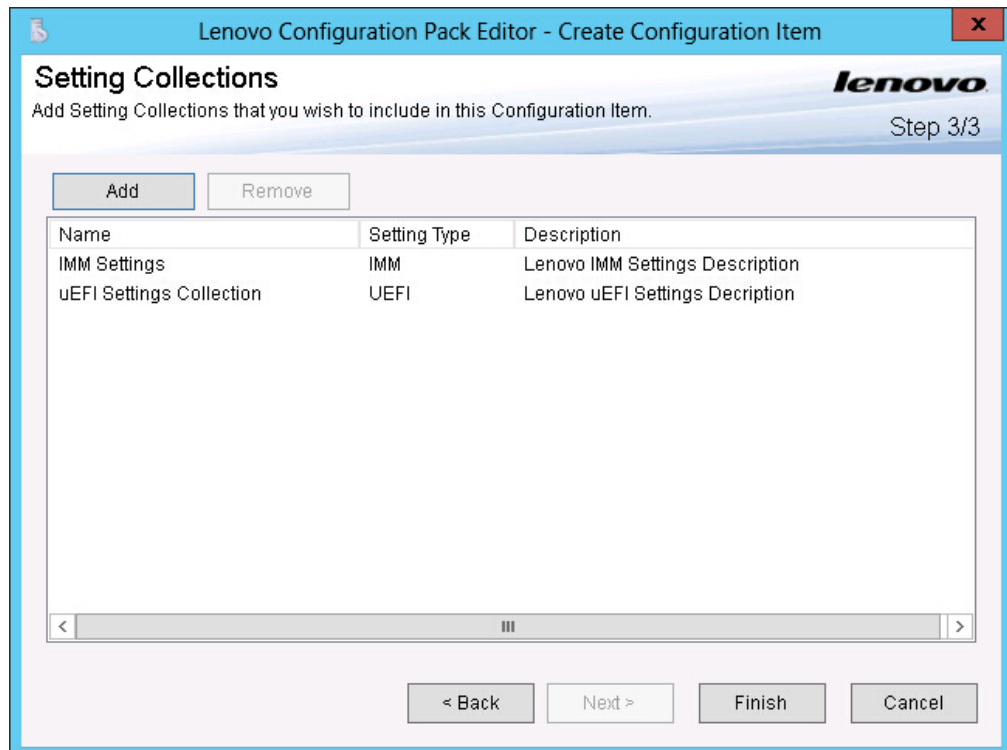 Lenovo Configuration Pack Editor - Create Configuration Item
x
Setting Collections
lenovo
Add Setting Collections that you wish to include in this Configuration Item.
Step 3/3
Add Remove
Name Setting Type Description
IMM Settings IMM Lenovo IMM Settings Description
uEFI Settings Collection UEFI Lenovo uEFI Settings Decription
< Back Next > Finish Cancel